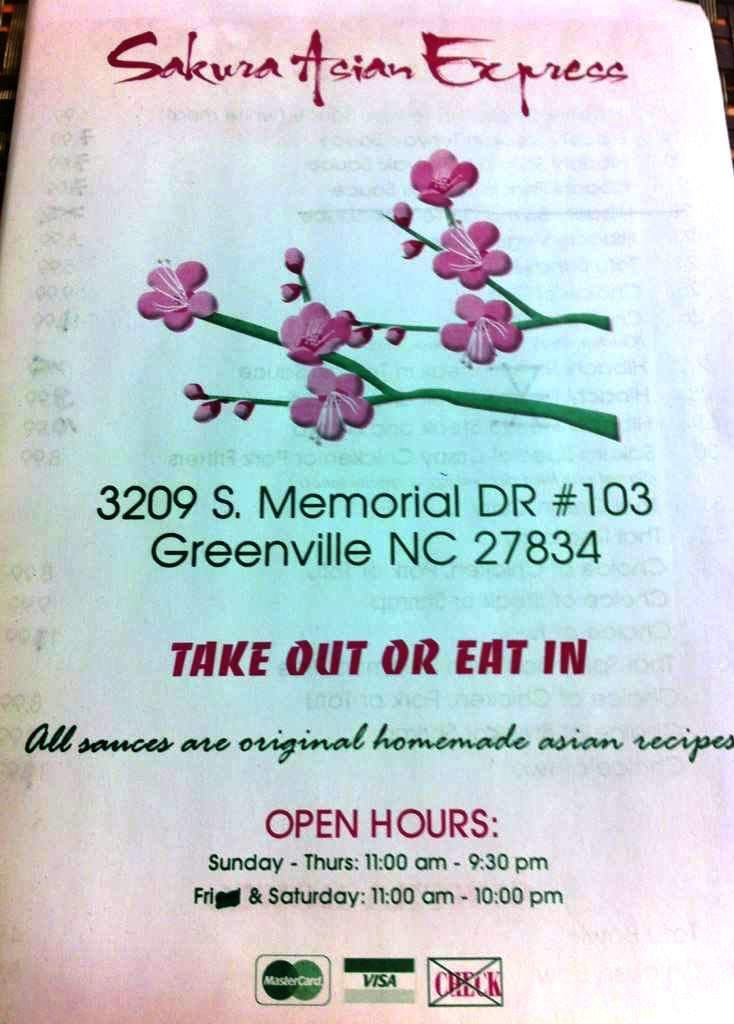 Sakura Asian Express
3209 S. Memorial DR #103
Greenville NC 27834
TAKE OUT OR EAT IN
All sauces are original homemade asian recipes
OPEN HOURS:
Sunday - Thurs: 11:00 am - 9:30 pm
Fri & Saturday: 11:00 am - 10:00 pm
MasterCard VISA CHECK